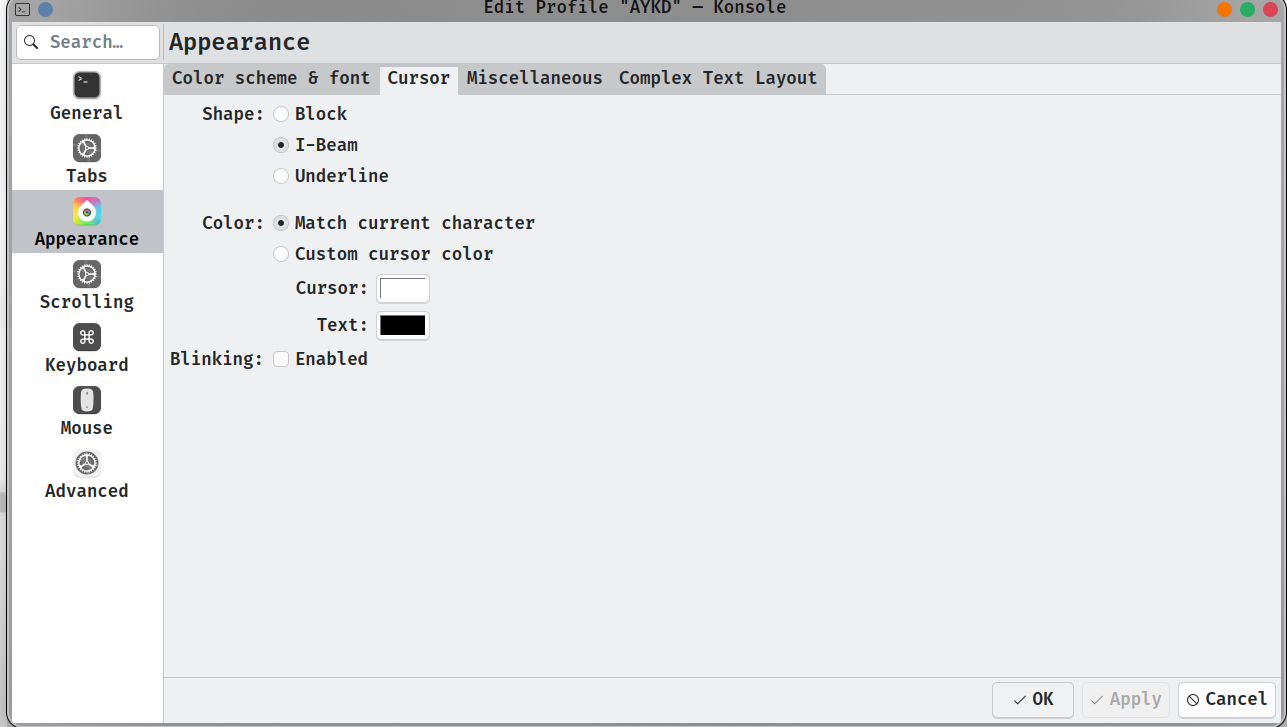 Edit Profile "AYKD" — Konsole
Search…
Appearance
General
Tabs
Appearance
Scrolling
Keyboard
Mouse
Advanced
Color scheme & font Cursor Miscellaneous Complex Text Layout
Shape: Block
I-Beam
Underline
Color: Match current character
Custom cursor color
Cursor:
Text:
Blinking: Enabled
OK Apply Cancel